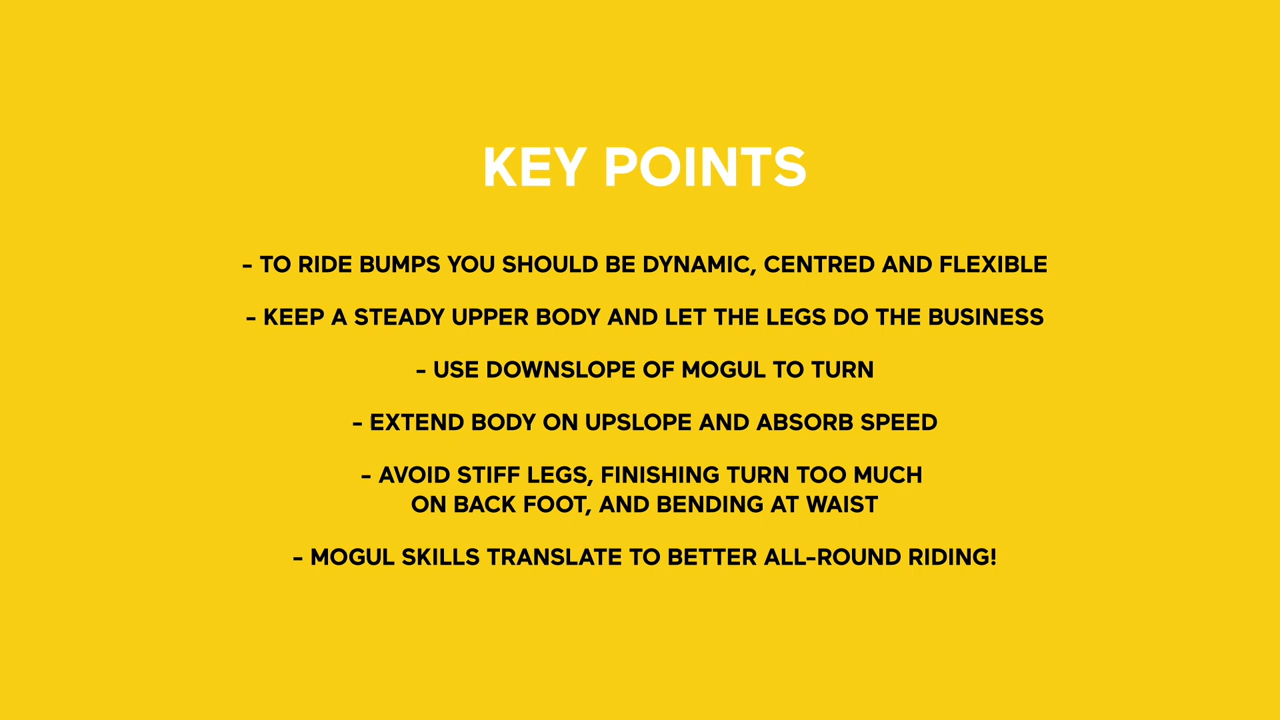 KEY POINTS
- TO RIDE BUMPS YOU SHOULD BE DYNAMIC, CENTRED AND FLEXIBLE
- KEEP A STEADY UPPER BODY AND LET THE LEGS DO THE BUSINESS
- USE DOWNSLOPE OF MOGUL TO TURN
- EXTEND BODY ON UPSLOPE AND ABSORB SPEED
- AVOID STIFF LEGS, FINISHING TURN TOO MUCH
ON BACK FOOT, AND BENDING AT WAIST
- MOGUL SKILLS TRANSLATE TO BETTER ALL-ROUND RIDING!